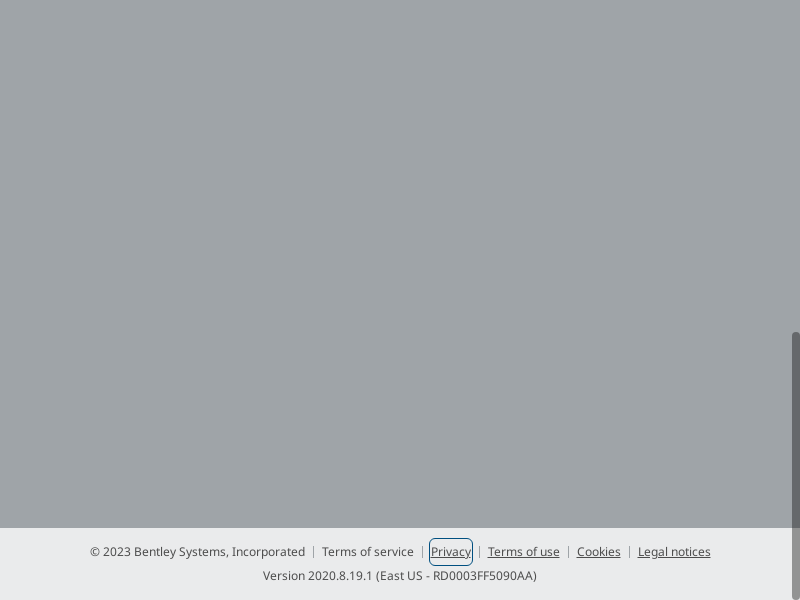 © 2023 Bentley Systems, Incorporated | Terms of service | Privacy | Terms of use | Cookies | Legal notices
Version 2020.8.19.1 (East US - RD0003FF5090AA)